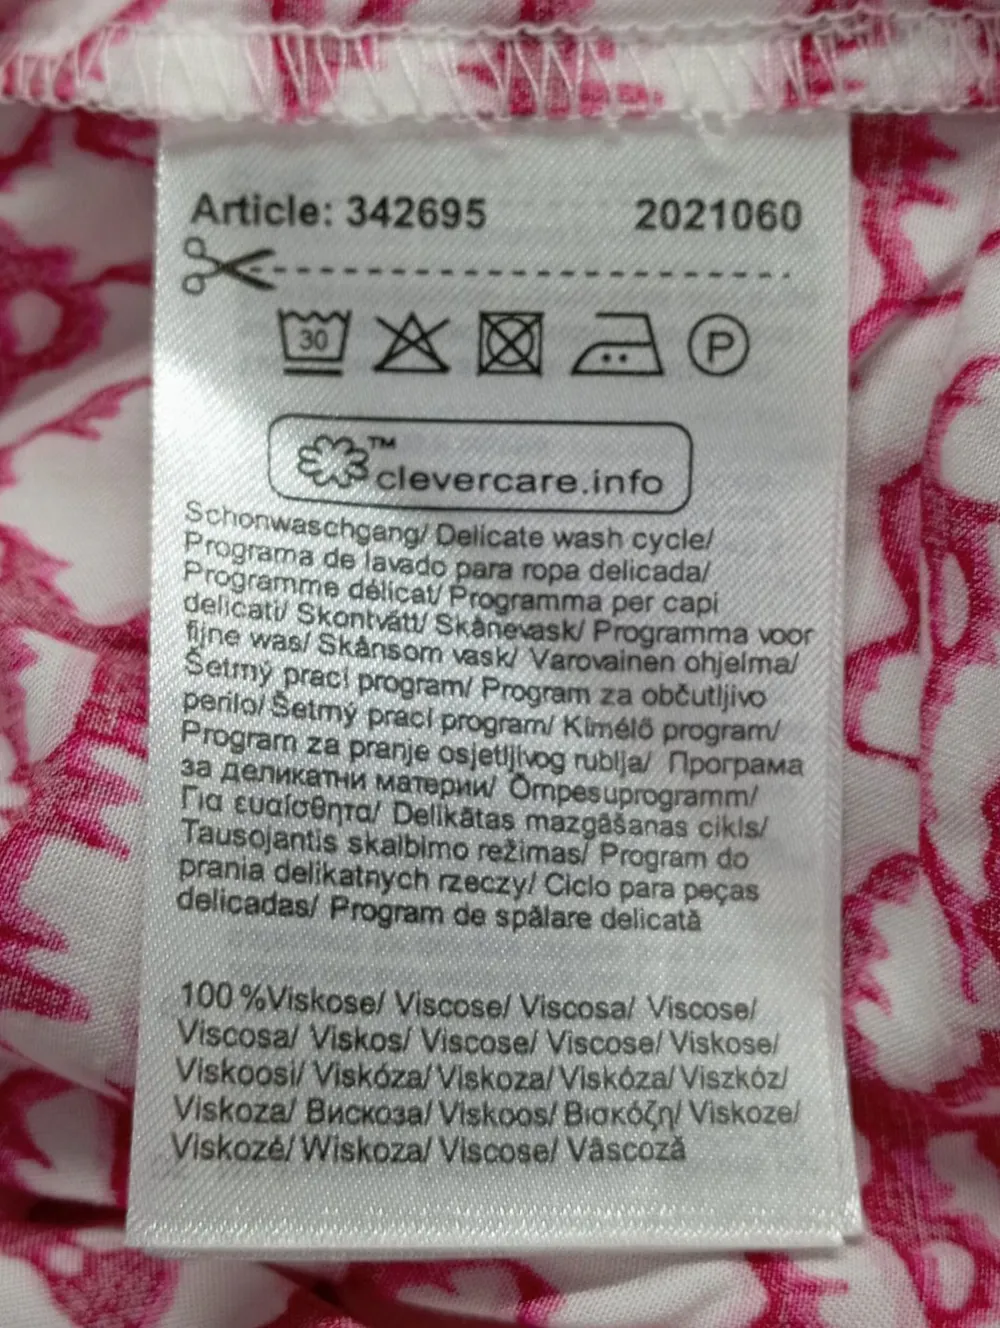 Article: 342695 2021060
30 P
™
clevercare.info
Schonwaschgang/ Delicate wash cycle/
Programa de lavado para ropa delicada/
Programme délicat/ Programma per capi
delicati/ Skontvätt/ Skånevask/ Programma voor
fijne was/ Skånsom vask/ Varovainen ohjelma/
Šetrný prací program/ Program za občutljivo
perilo/ Šetrný prací program/ Kímélő program/
Program za pranje osjetljivog rublja/ Програма
за деликатни материи/ Õrnpesuprogramm/
Για ευαίσθητα/ Delikātas mazgāšanas cikls/
Tausojantis skalbimo režimas/ Program do
prania delikatnych rzeczy/ Ciclo para peças
delicadas/ Program de spălare delicată
100 %Viskose/ Viscose/ Viscosa/ Viscose/
Viscosa/ Viskos/ Viscose/ Viscose/ Viskose/
Viskoosi/ Viskóza/ Viskoza/ Viskóza/ Viszkóz/
Viskoza/ Вискоза/ Viskoos/ Βισκόζη/ Viskoze/
Viskozė/ Wiskoza/ Viscose/ Vâscoză